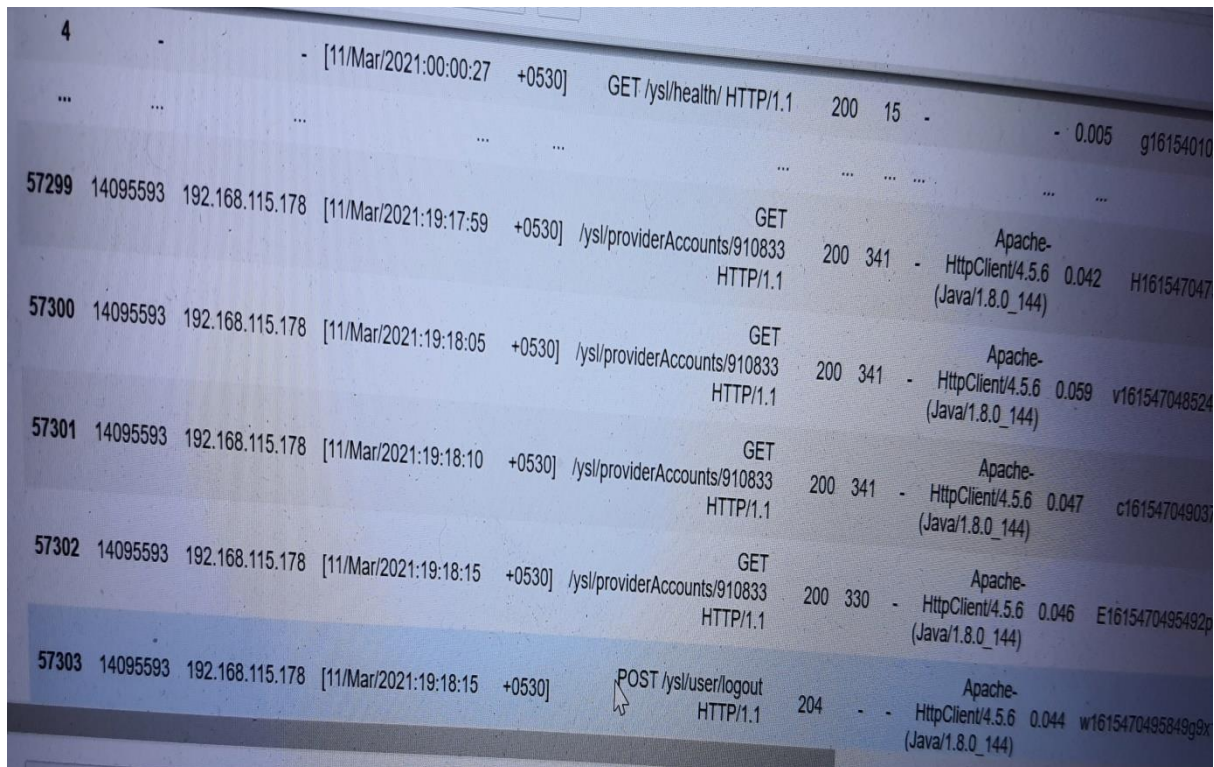 4 - - [11/Mar/2021:00:00:27 +0530] GET /ysl/health/ HTTP/1.1 200 15 - - 0.005 g16154010
... ... ... ... ... ... ... ... ... ... ...
57299 14095593 192.168.115.178 [11/Mar/2021:19:17:59 +0530] GET
/ysl/providerAccounts/910833
HTTP/1.1
200 341 - Apache-
HttpClient/4.5.6
(Java/1.8.0_144)
0.042 H161547047
57300 14095593 192.168.115.178 [11/Mar/2021:19:18:05 +0530] GET
/ysl/providerAccounts/910833
HTTP/1.1
200 341 - Apache-
HttpClient/4.5.6
(Java/1.8.0_144)
0.059 v161547048524
57301 14095593 192.168.115.178 [11/Mar/2021:19:18:10 +0530] GET
/ysl/providerAccounts/910833
HTTP/1.1
200 341 - Apache-
HttpClient/4.5.6
(Java/1.8.0_144)
0.047 c161547049037
57302 14095593 192.168.115.178 [11/Mar/2021:19:18:15 +0530] GET
/ysl/providerAccounts/910833
HTTP/1.1
200 330 - Apache-
HttpClient/4.5.6
(Java/1.8.0_144)
0.046 E1615470495492p
57303 14095593 192.168.115.178 [11/Mar/2021:19:18:15 +0530] POST /ysl/user/logout
HTTP/1.1
204 - - Apache-
HttpClient/4.5.6
(Java/1.8.0_144)
0.044 w1615470495849g9x